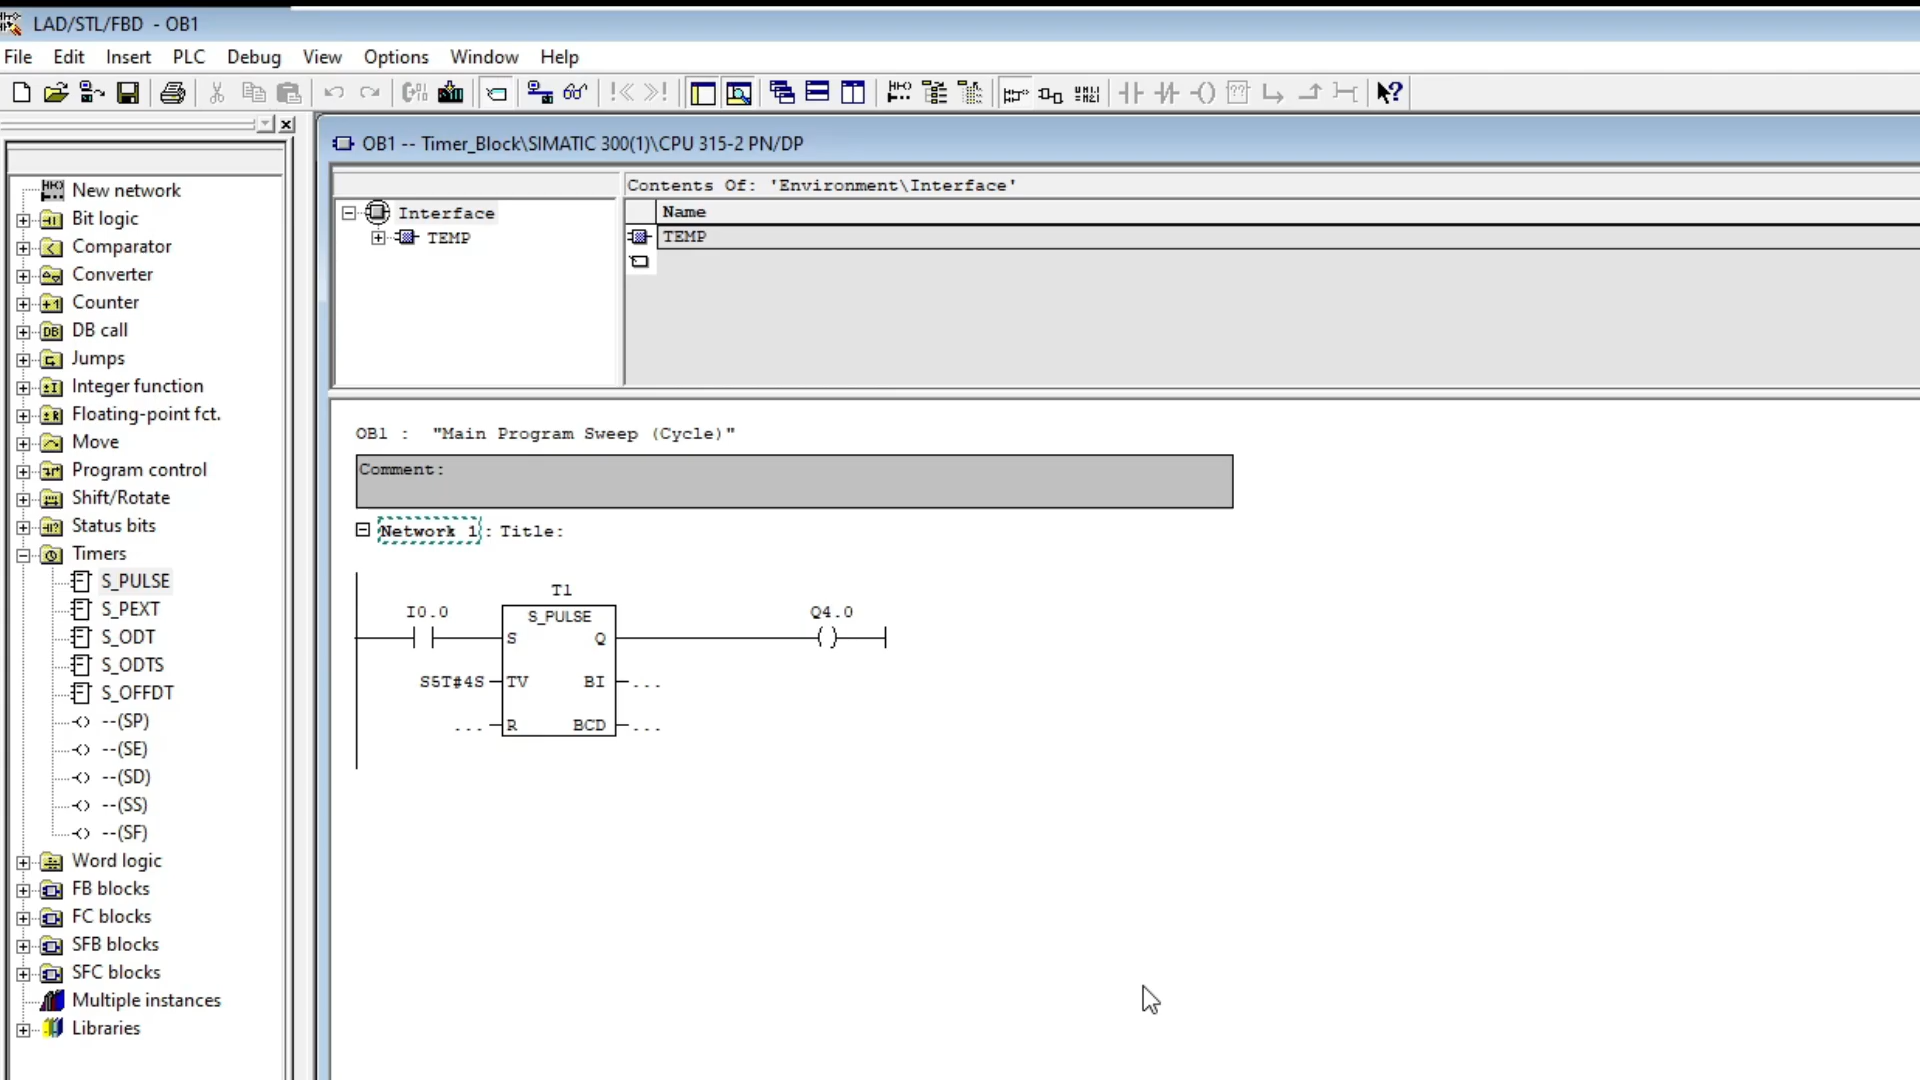 LAD/STL/FBD - OB1
File Edit Insert PLC Debug View Options Window Help
OB1 -- Timer_Block\SIMATIC 300(1)\CPU 315-2 PN/DP
New network
Bit logic
Comparator
Converter
Counter
DB call
Jumps
Integer function
Floating-point fct.
Move
Program control
Shift/Rotate
Status bits
Timers
S_PULSE
S_PEXT
S_ODT
S_ODTS
S_OFFDT
--(SP)
--(SE)
--(SD)
--(SS)
--(SF)
Word logic
FB blocks
FC blocks
SFB blocks
SFC blocks
Multiple instances
Libraries
Interface
TEMP
Contents Of: 'Environment\Interface'
Name
TEMP
OB1 : "Main Program Sweep (Cycle)"
Comment:
Network 1: Title:
T1
I0.0 S_PULSE Q4.0
S Q
S5T#4S TV BI ...
... R BCD ...